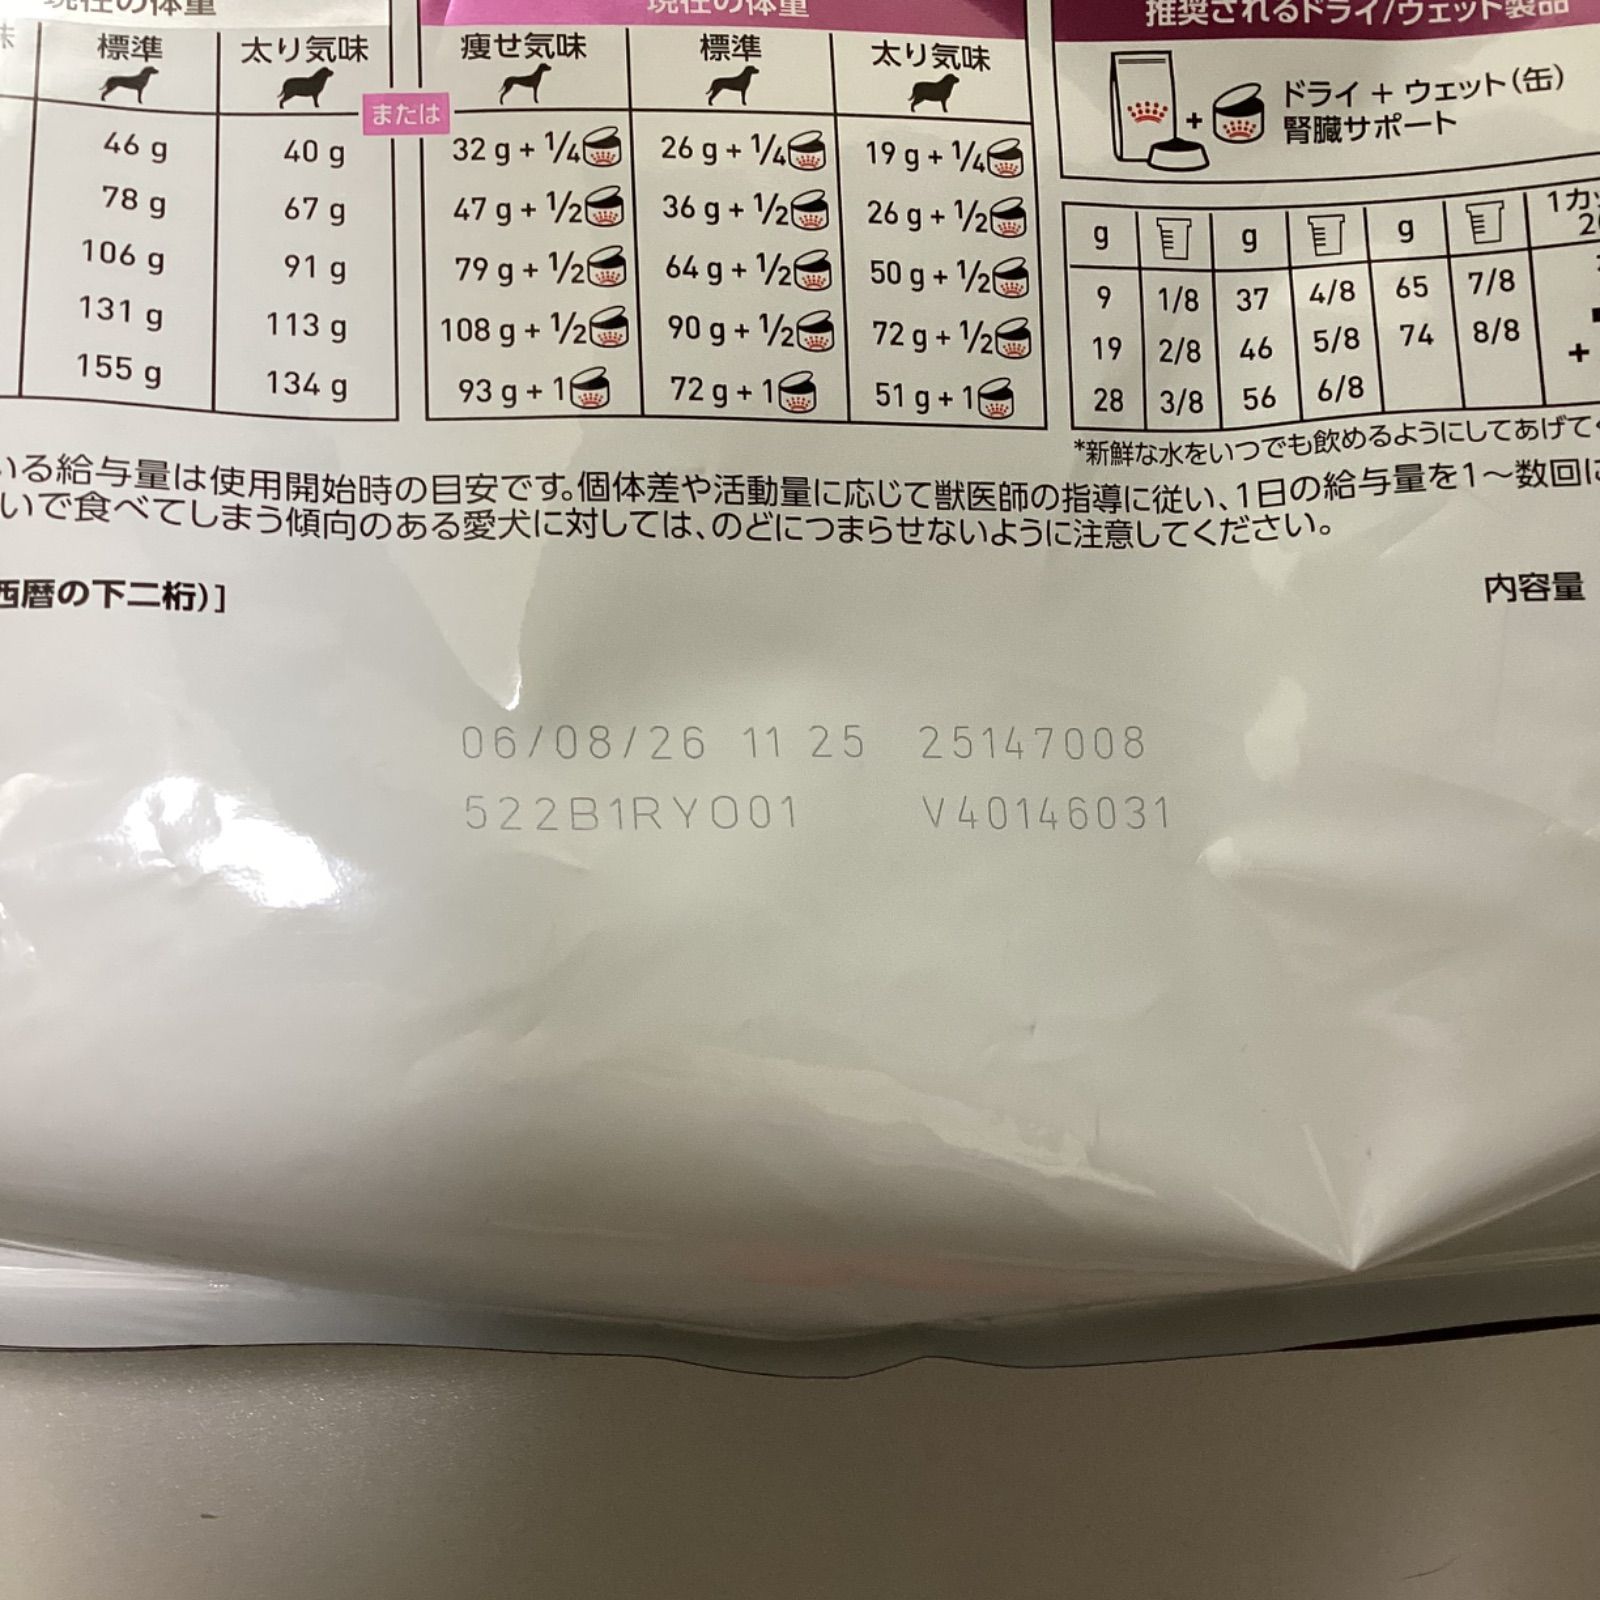 現在の体重
現在の体重
推奨されるドライ/ウェット製品
標準 太り気味
痩せ気味 標準 太り気味
または
ドライ + ウェット(缶)
腎臓サポート
46 g 40 g 32 g + 1/4 26 g + 1/4 19 g + 1/4
78 g 67 g 47 g + 1/2 36 g + 1/2 26 g + 1/2
106 g 91 g 79 g + 1/2 64 g + 1/2 50 g + 1/2
131 g 113 g 108 g + 1/2 90 g + 1/2 72 g + 1/2
155 g 134 g 93 g + 1 72 g + 1 51 g + 1
g g g
9 1/8 37 4/8 65 7/8
19 2/8 46 5/8 74 8/8
28 3/8 56 6/8
+
*新鮮な水をいつでも飲めるようにしてあげて
いる給与量は使用開始時の目安です。個体差や活動量に応じて獣医師の指導に従い、1日の給与量を1〜数回に
いで食べてしまう傾向のある愛犬に対しては、のどにつまらせないように注意してください。
西暦の下二桁)]
内容量
06/08/26 11 25 25147008
522B1RYO01 V40146031